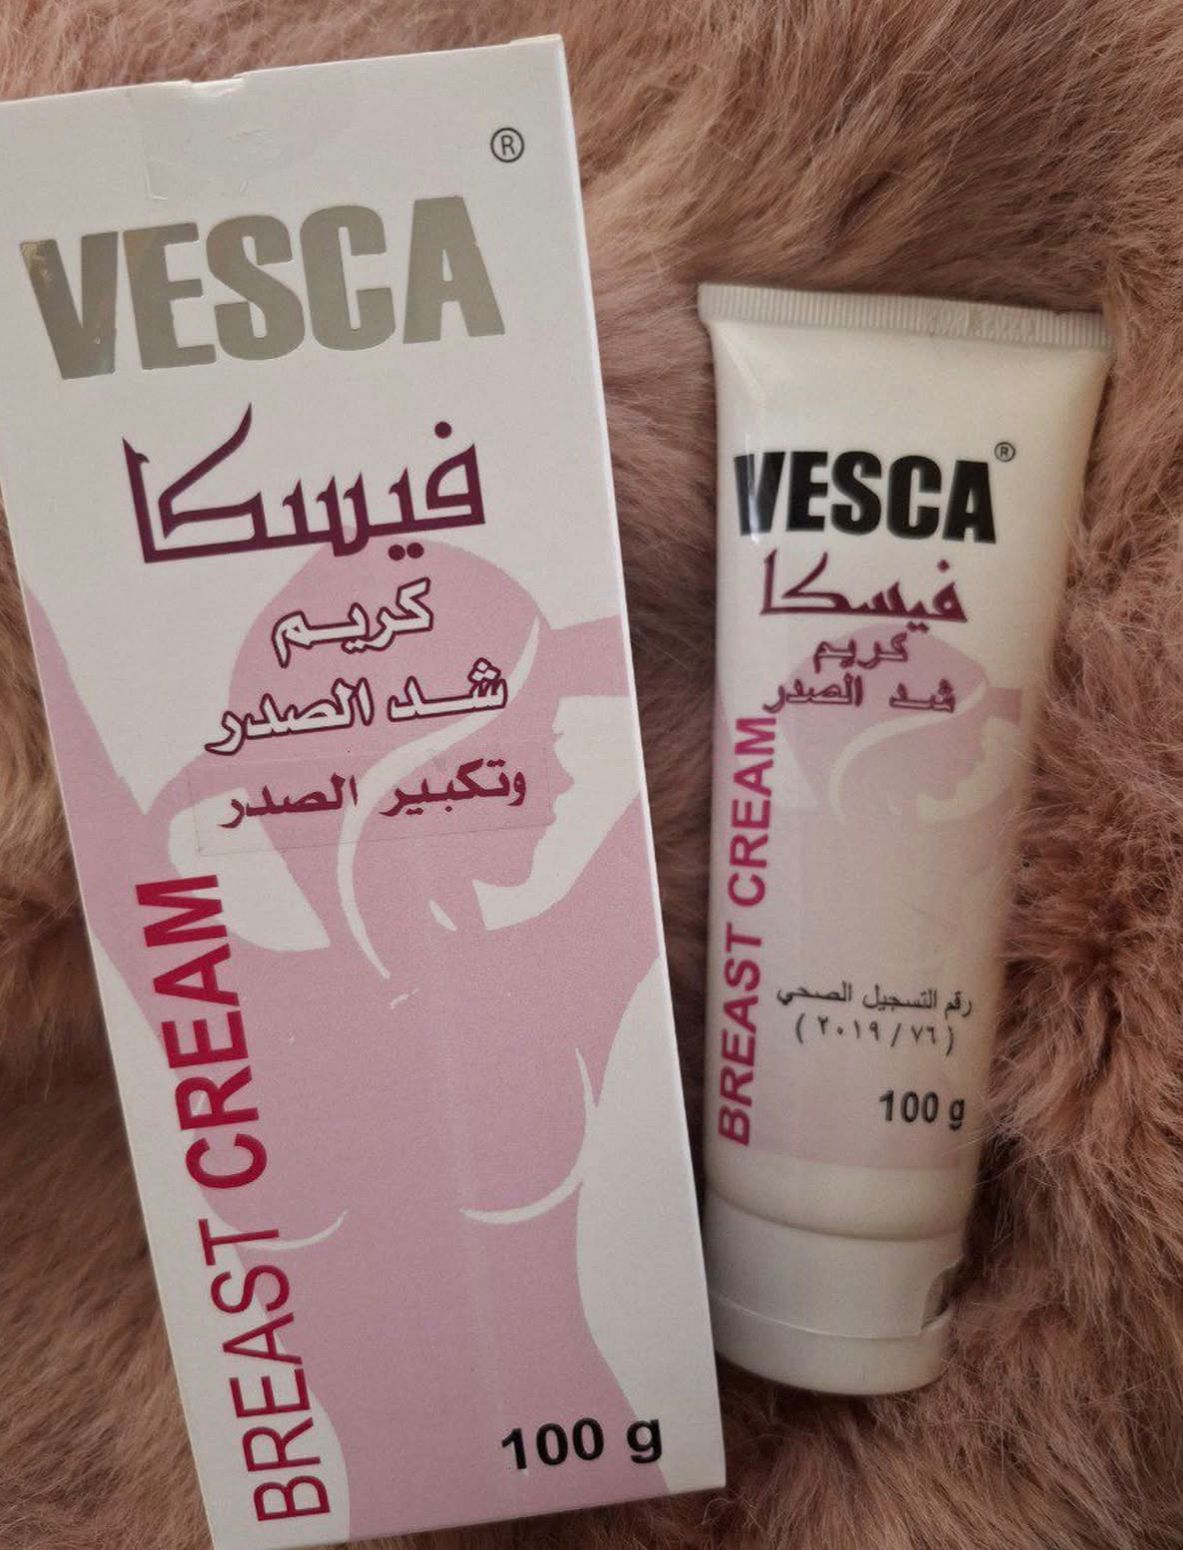 ®
VESCA
فيسكا
كريم
شد الصدر
وتكبير الصدر
BREAST CREAM
100 g
VESCA®
فيسكا
كريم
شد الصدر
BREAST CREAM
رقم التسجيل الصحي
(٢٠١٩/٧٦)
100 g